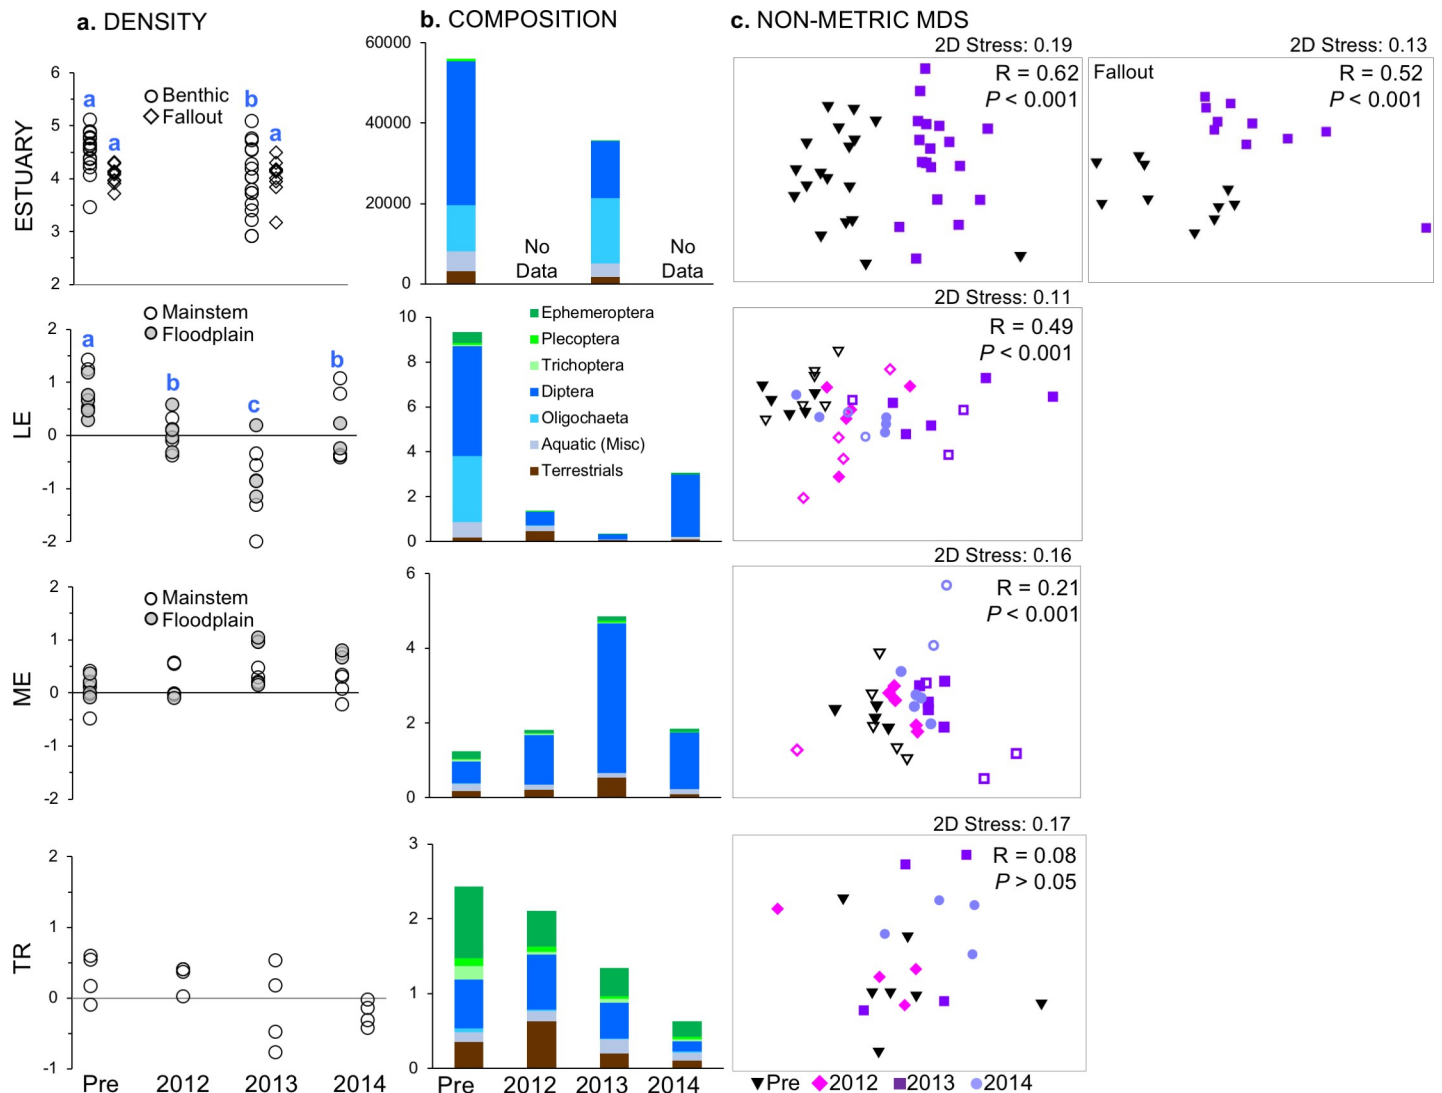 a. DENSITY
b. COMPOSITION
c. NON-METRIC MDS
ESTUARY
6
5
4
3
2
Benthic
Fallout
a
a
b
a
60000
40000
20000
0
No
Data
No
Data
2D Stress: 0.19
R = 0.62
P < 0.001
2D Stress: 0.13
Fallout
R = 0.52
P < 0.001
LE
2
1
0
-1
-2
Mainstem
Floodplain
a
b
c
b
10
8
6
4
2
0
Ephemeroptera
Plecoptera
Trichoptera
Diptera
Oligochaeta
Aquatic (Misc)
Terrestrials
2D Stress: 0.11
R = 0.49
P < 0.001
ME
2
1
0
-1
-2
Mainstem
Floodplain
6
4
2
0
2D Stress: 0.16
R = 0.21
P < 0.001
TR
2
1
0
-1
Pre 2012 2013 2014
3
2
1
0
Pre 2012 2013 2014
2D Stress: 0.17
R = 0.08
P > 0.05
Pre 2012 2013 2014